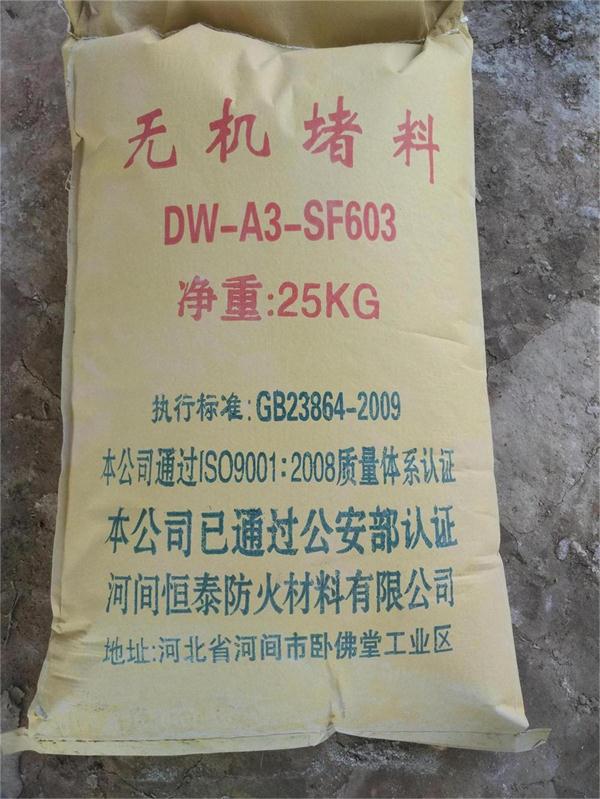 无机堵料
DW-A3-SF603
净重:25KG
执行标准:GB23864-2009
本公司通过ISO9001:2008质量体系认证
本公司已通过公安部认证
河间恒泰防火材料有限公司
地址:河北省河间市卧佛堂工业区